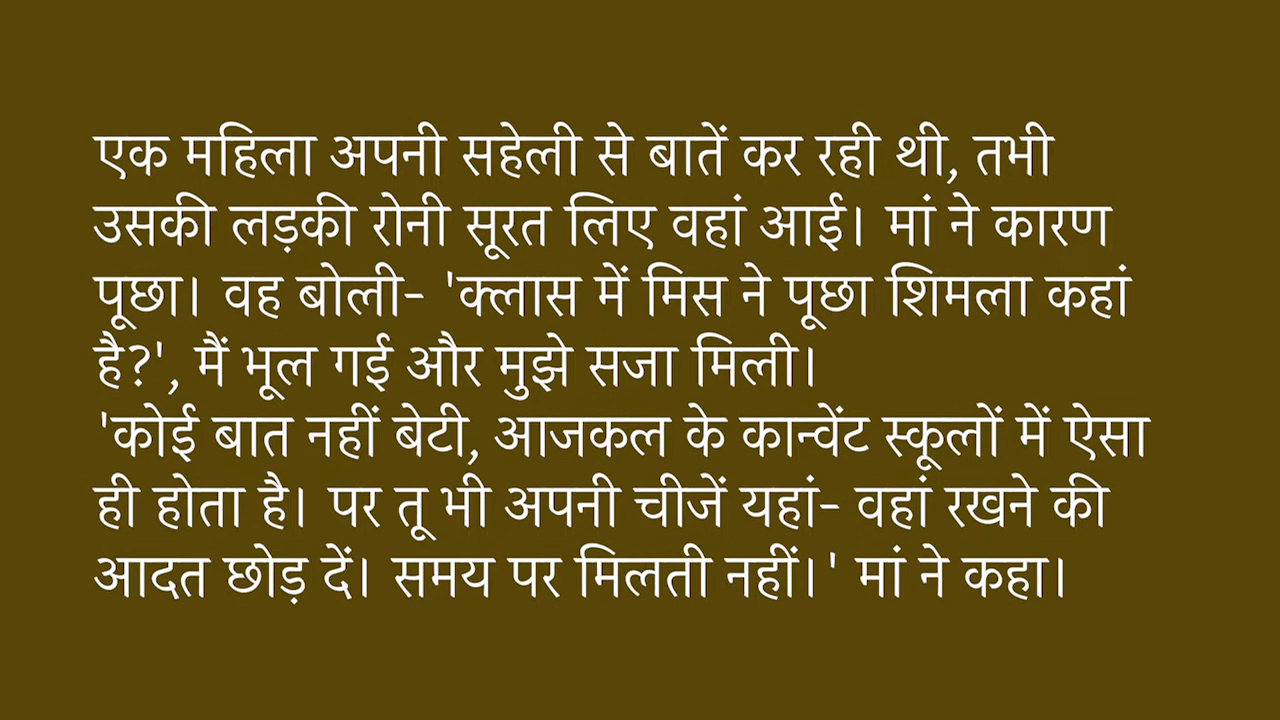 एक महिला अपनी सहेली से बातें कर रही थी, तभी
उसकी लड़की रोनी सूरत लिए वहां आई। मां ने कारण
पूछा। वह बोली- 'क्लास में मिस ने पूछा शिमला कहां
है?', मैं भूल गई और मुझे सजा मिली।
'कोई बात नहीं बेटी, आजकल के कान्वेंट स्कूलों में ऐसा
ही होता है। पर तू भी अपनी चीजें यहां- वहां रखने की
आदत छोड़ दें। समय पर मिलती नहीं।' मां ने कहा।